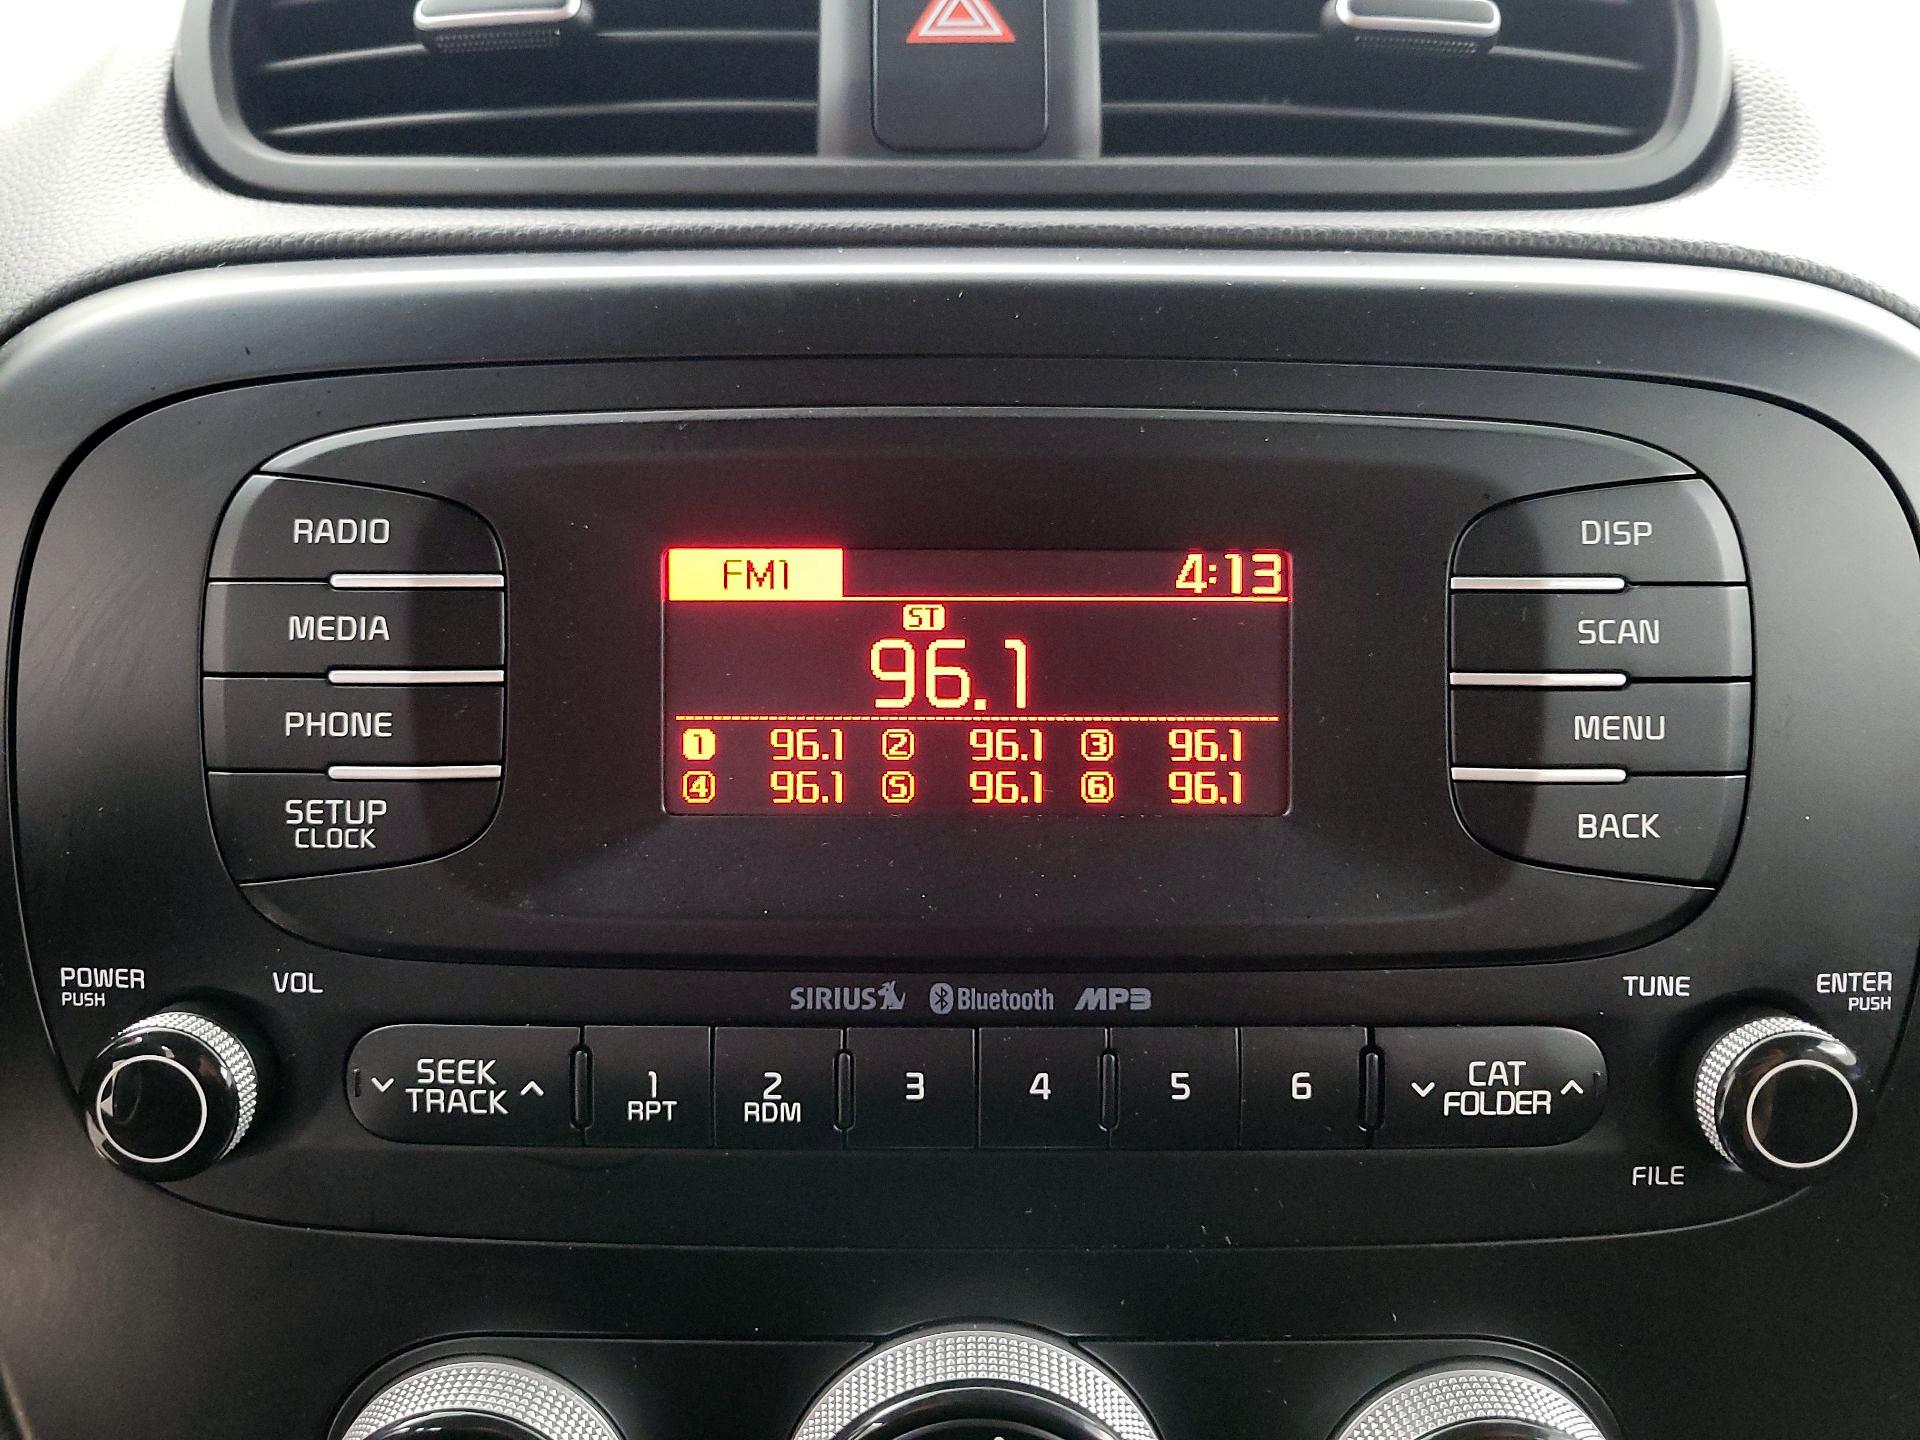 FM1 4:13
ST
96.1
1 96.1 2 96.1 3 96.1
4 96.1 5 96.1 6 96.1
RADIO
MEDIA
PHONE
SETUP
CLOCK
DISP
SCAN
MENU
BACK
POWER
PUSH
VOL
SIRIUS Bluetooth MP3
TUNE
ENTER
PUSH
SEEK
TRACK
1
RPT
2
RDM
3
4
5
6
CAT
FOLDER
FILE